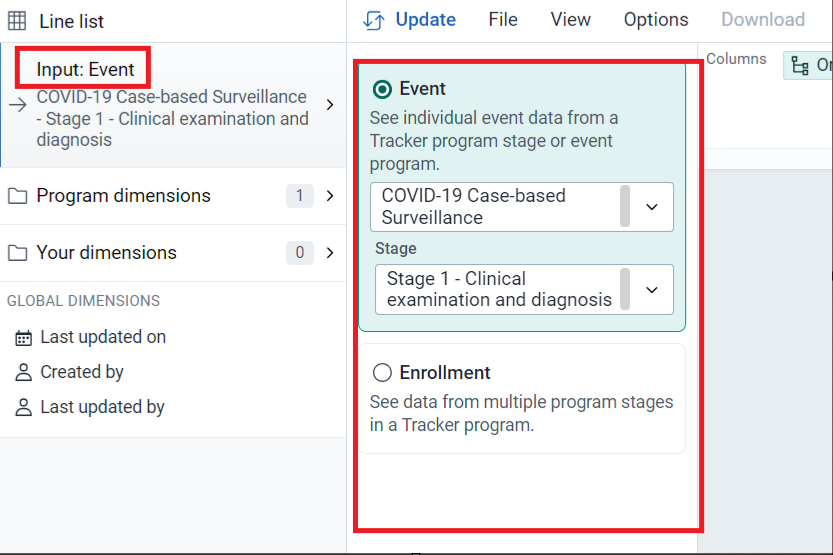 Line list
Update File View Options Download
Input: Event
COVID-19 Case-based Surveillance
- Stage 1 - Clinical examination and
diagnosis
Program dimensions 1
Your dimensions 0
GLOBAL DIMENSIONS
Last updated on
Created by
Last updated by
Event
See individual event data from a
Tracker program stage or event
program.
COVID-19 Case-based
Surveillance
Stage
Stage 1 - Clinical
examination and diagnosis
Enrollment
See data from multiple program stages
in a Tracker program.
Columns